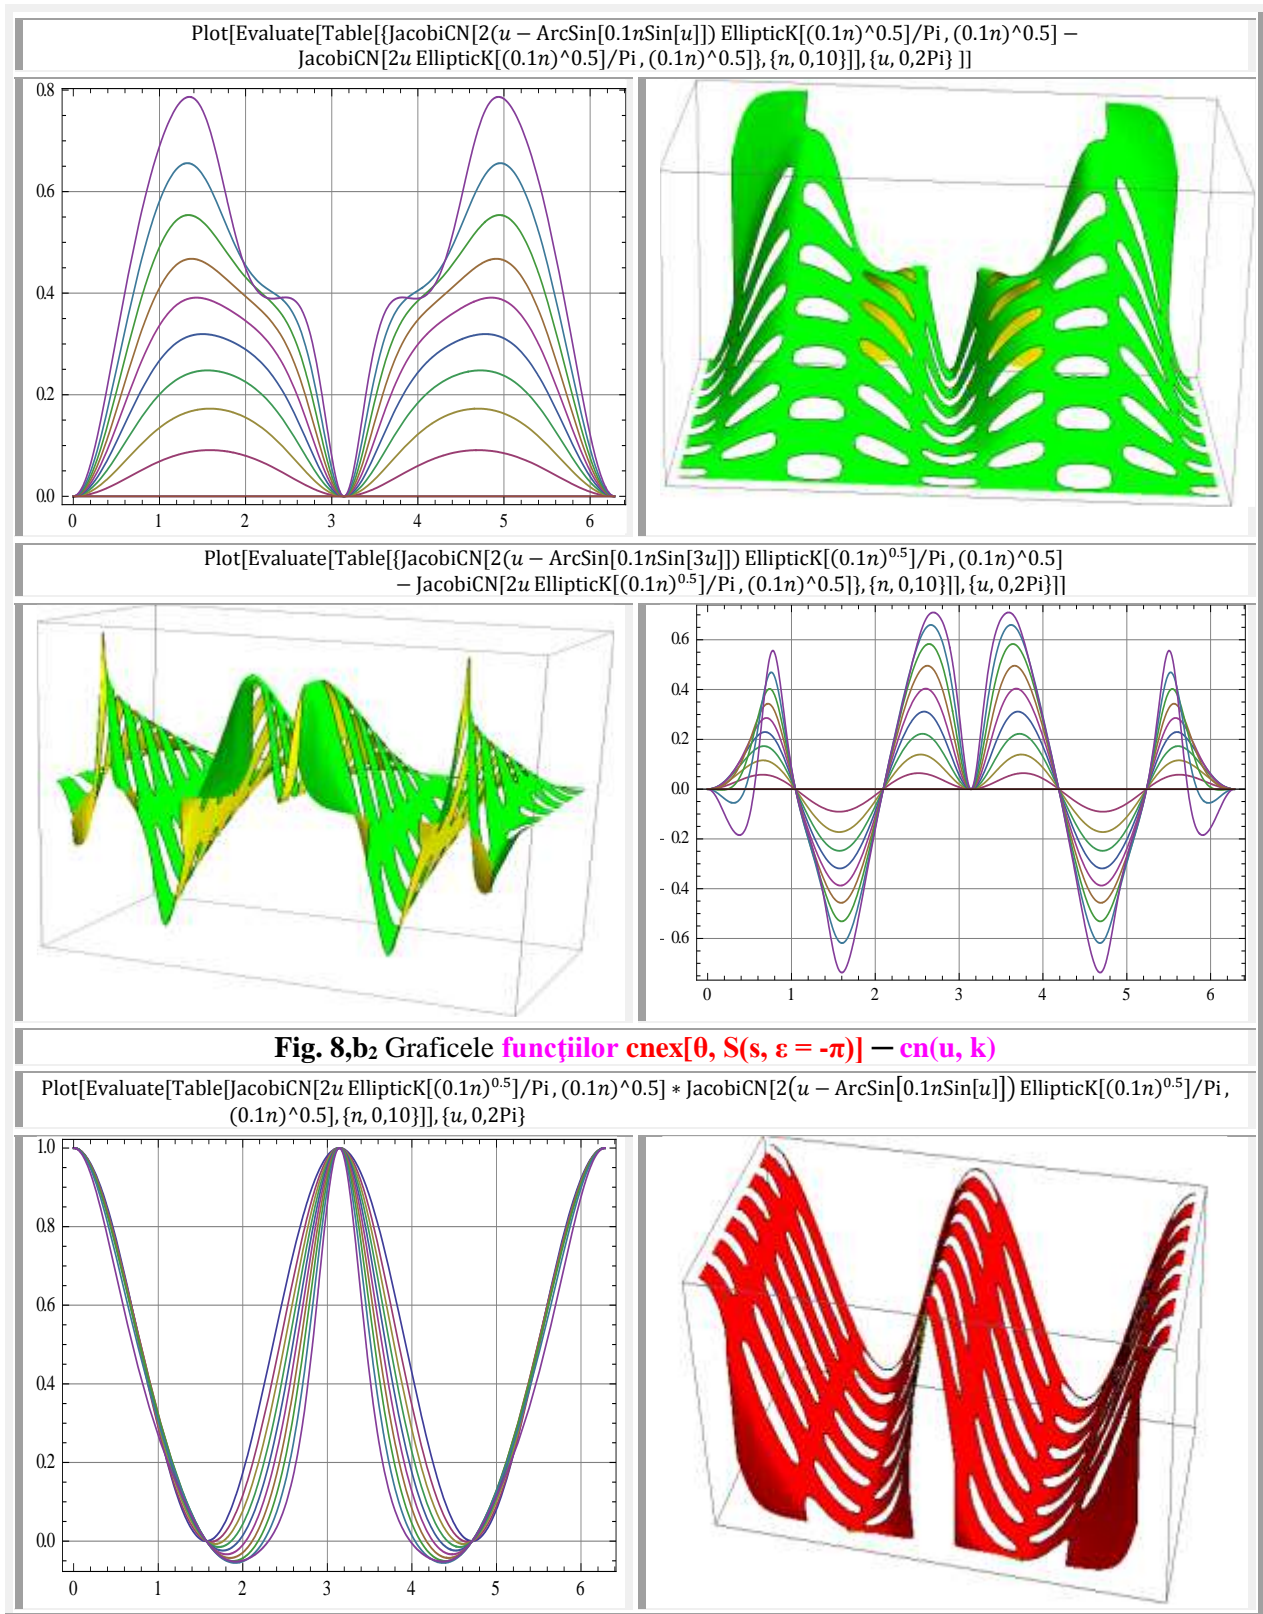 Plot[Evaluate[Table[{JacobiCN[2(u − ArcSin[0.1nSin[u]]) EllipticK[(0.1n)^0.5]/Pi , (0.1n)^0.5] −
JacobiCN[2u EllipticK[(0.1n)^0.5]/Pi , (0.1n)^0.5]}, {n, 0,10}]], {u, 0,2Pi} ]]
0.8
0.6
0.4
0.2
0.0
0 1 2 3 4 5 6
Plot[Evaluate[Table[{JacobiCN[2(u − ArcSin[0.1nSin[3u]]) EllipticK[(0.1n)^0.5]/Pi , (0.1n)^0.5]
− JacobiCN[2u EllipticK[(0.1n)^0.5]/Pi , (0.1n)^0.5]}, {n, 0,10}]], {u, 0,2Pi}]]
0.6
0.4
0.2
0.0
- 0.2
- 0.4
- 0.6
0 1 2 3 4 5 6
Fig. 8,b₂ Graficele funcţiilor cnex[θ, S(s, ε = -π)] — cn(u, k)
Plot[Evaluate[Table[JacobiCN[2u EllipticK[(0.1n)^0.5]/Pi , (0.1n)^0.5] * JacobiCN[2(u − ArcSin[0.1nSin[u]]) EllipticK[(0.1n)^0.5]/Pi ,
(0.1n)^0.5], {n, 0,10}]], {u, 0,2Pi}
1.0
0.8
0.6
0.4
0.2
0.0
0 1 2 3 4 5 6